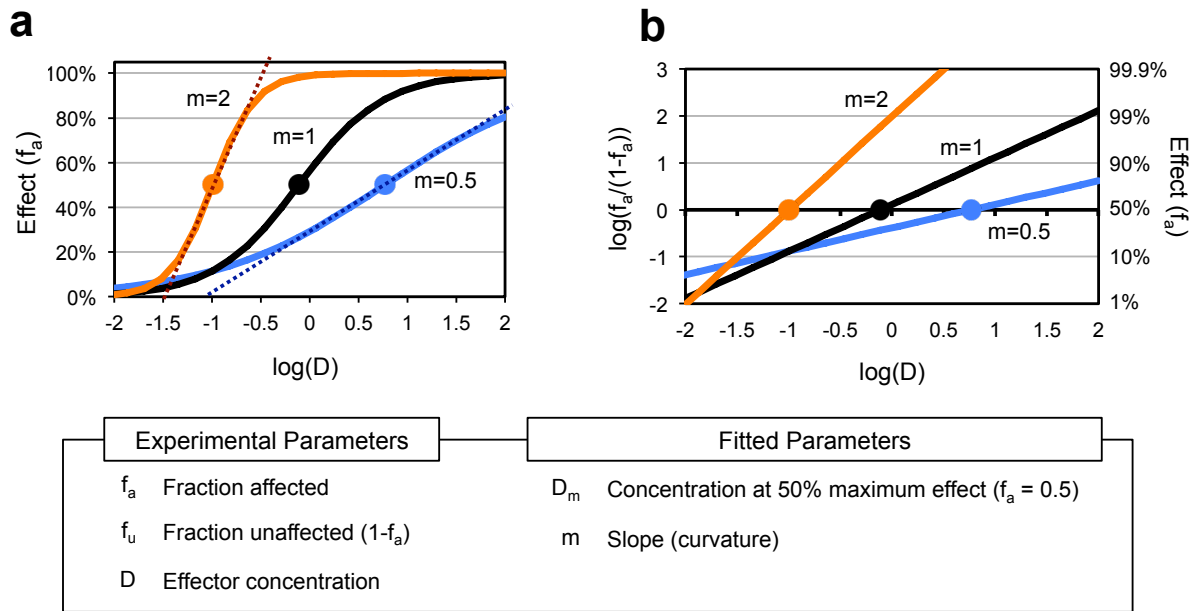 a
100%
80%
60%
40%
20%
0%
Effect (fa)
m=2
m=1
m=0.5
-2 -1.5 -1 -0.5 0 0.5 1 1.5 2
log(D)
b
3
2
1
0
-1
-2
log(fa/(1-fa))
m=2
m=1
m=0.5
99.9%
99%
90%
50%
10%
1%
Effect (fa)
-2 -1.5 -1 -0.5 0 0.5 1 1.5 2
log(D)
Experimental Parameters
fa Fraction affected
fu Fraction unaffected (1-fa)
D Effector concentration
Fitted Parameters
Dm Concentration at 50% maximum effect (fa = 0.5)
m Slope (curvature)